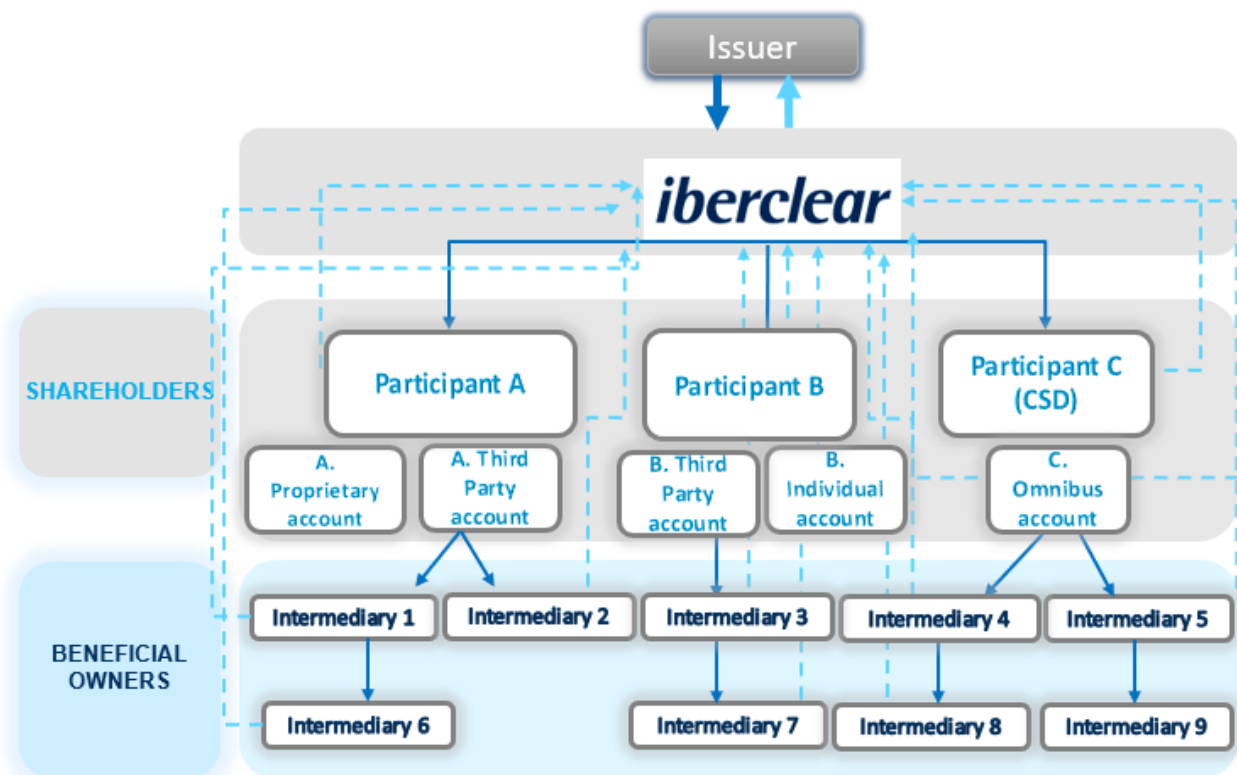 Issuer
iberclear
SHAREHOLDERS
Participant A
Participant B
Participant C
(CSD)
A.
Proprietary
account
A. Third
Party
account
B. Third
Party
account
B.
Individual
account
C.
Omnibus
account
BENEFICIAL
OWNERS
Intermediary 1
Intermediary 2
Intermediary 3
Intermediary 4
Intermediary 5
Intermediary 6
Intermediary 7
Intermediary 8
Intermediary 9